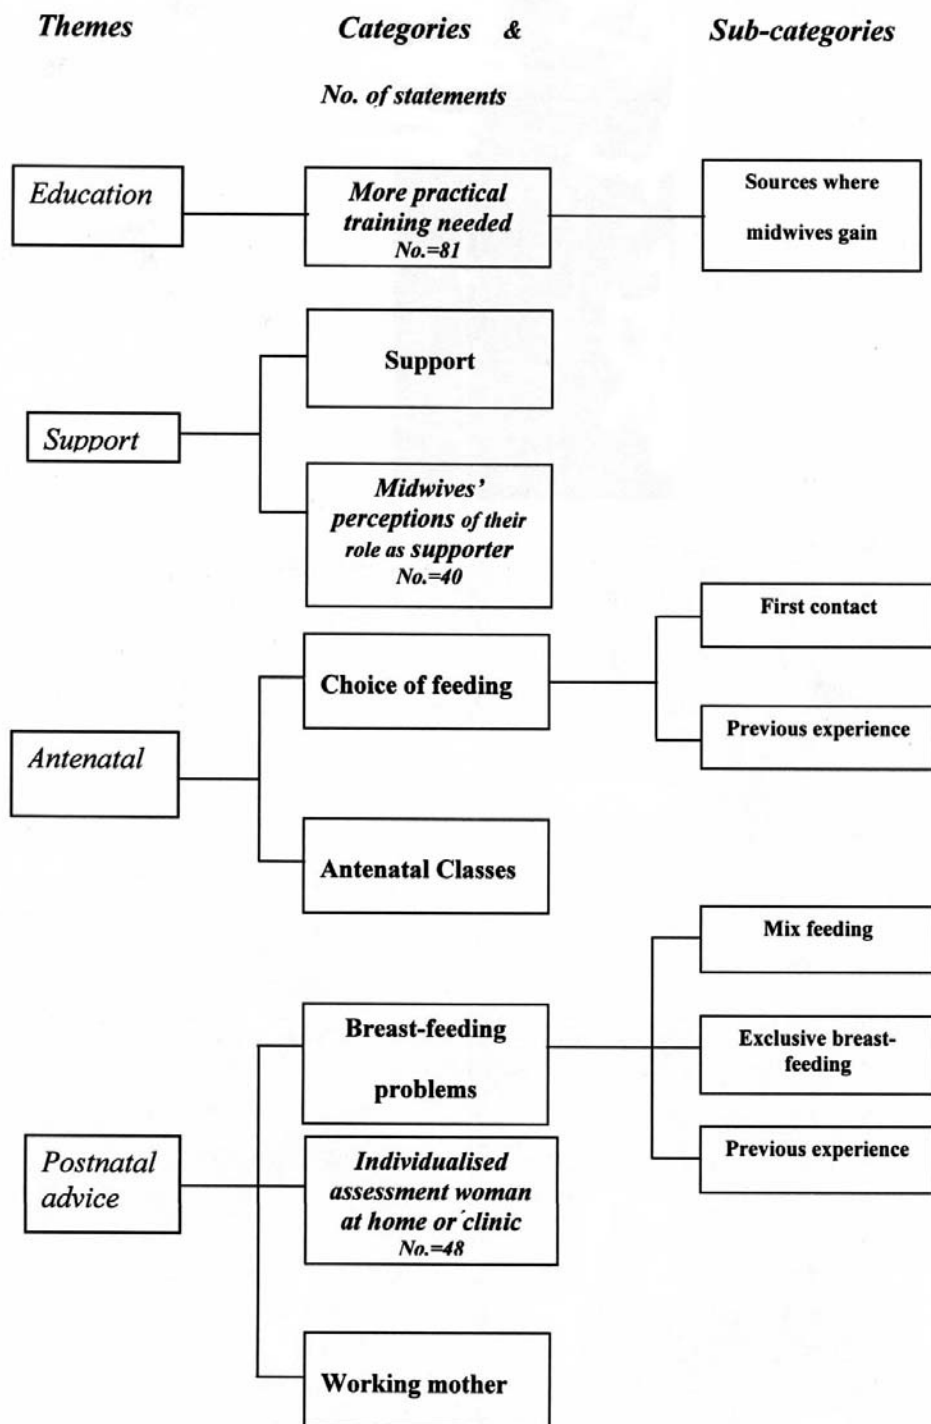 Themes
Categories &
Sub-categories
No. of statements
Education
More practical
training needed
No.=81
Sources where
midwives gain
Support
Support
Midwives’
perceptions of their
role as supporter
No.=40
Antenatal
Choice of feeding
First contact
Previous experience
Antenatal Classes
Postnatal
advice
Breast-feeding
problems
Mix feeding
Exclusive breast-
feeding
Previous experience
Individualised
assessment woman
at home or clinic
No.=48
Working mother